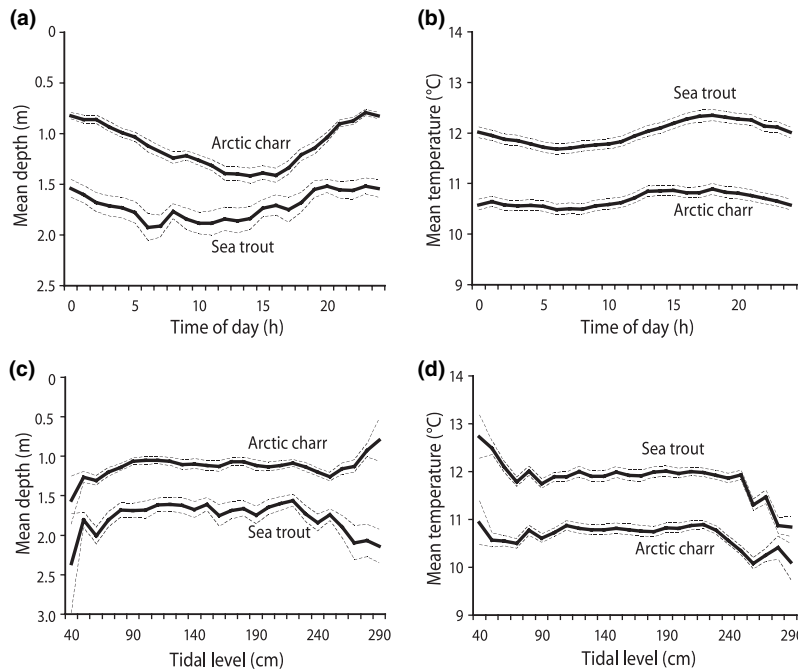 (a)
0
0.5
1.0
1.5
2.0
2.5
Mean depth (m)
Arctic charr
Sea trout
0 5 10 15 20
Time of day (h)
(b)
14
13
12
11
10
9
Mean temperature (°C)
Sea trout
Arctic charr
0 5 10 15 20
Time of day (h)
(c)
0
0.5
1.0
1.5
2.0
2.5
3.0
Mean depth (m)
Arctic charr
Sea trout
40 90 140 190 240 290
Tidal level (cm)
(d)
14
13
12
11
10
9
Mean temperature (°C)
Sea trout
Arctic charr
40 90 140 190 240 290
Tidal level (cm)